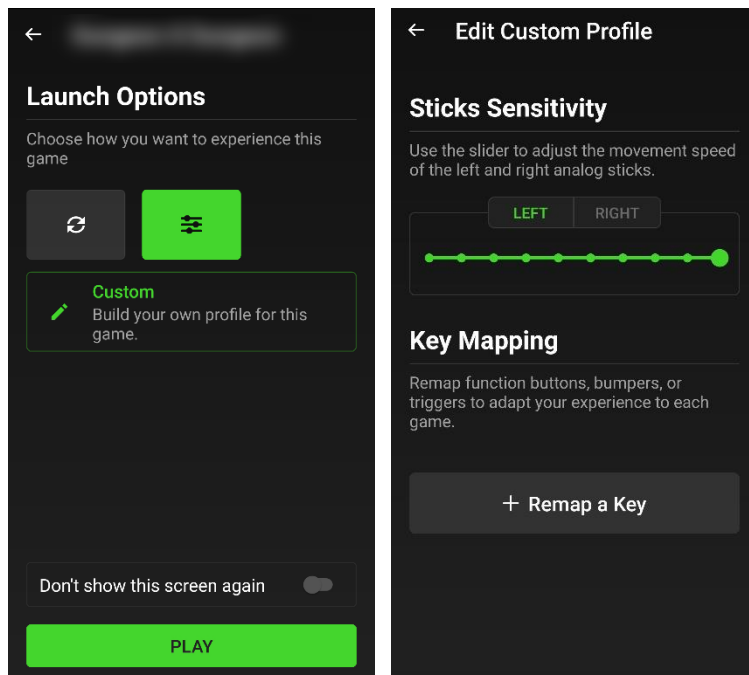 Launch Options
Choose how you want to experience this
game
Custom
Build your own profile for this
game.
Don't show this screen again
PLAY
Edit Custom Profile
Sticks Sensitivity
Use the slider to adjust the movement speed
of the left and right analog sticks.
LEFT
RIGHT
Key Mapping
Remap function buttons, bumpers, or
triggers to adapt your experience to each
game.
+ Remap a Key